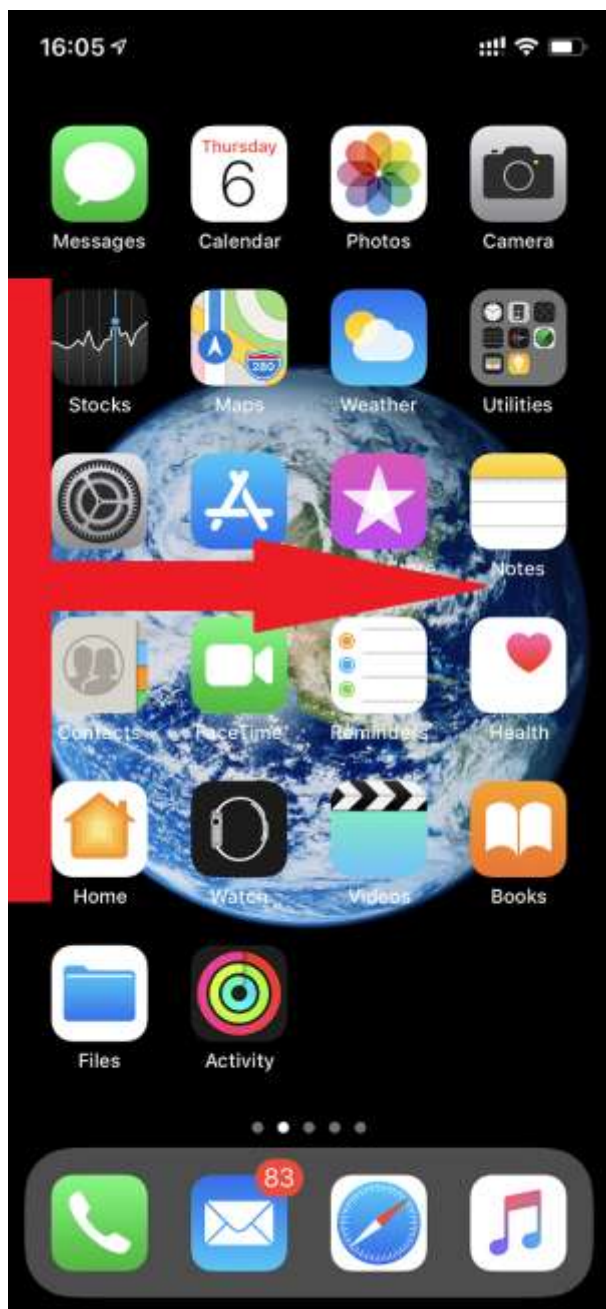 16:05
Messages
Thursday
6
Calendar
Photos
Camera
Stocks
Maps
280
Weather
Utilities
Notes
Contacts
FaceTime
Reminders
Health
Home
Watch
Videos
Books
Files
Activity
83